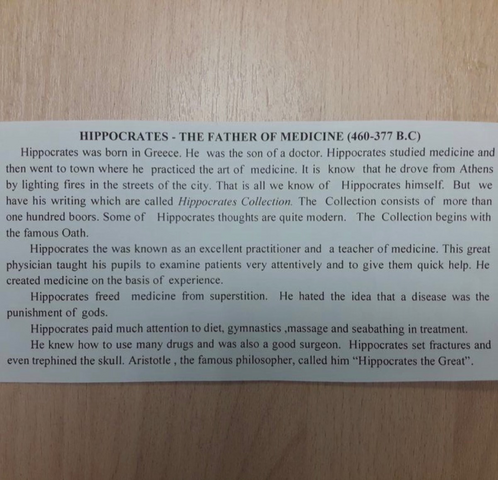 HIPPOCRATES - THE FATHER OF MEDICINE (460-377 B.C)
Hippocrates was born in Greece. He was the son of a doctor. Hippocrates studied medicine and
then went to town where he practiced the art of medicine. It is know that he drove from Athens
by lighting fires in the streets of the city. That is all we know of Hippocrates himself. But we
have his writing which are called Hippocrates Collection. The Collection consists of more than
one hundred boors. Some of Hippocrates thoughts are quite modern. The Collection begins with
the famous Oath.
Hippocrates the was known as an excellent practitioner and a teacher of medicine. This great
physician taught his pupils to examine patients very attentively and to give them quick help. He
created medicine on the basis of experience.
Hippocrates freed medicine from superstition. He hated the idea that a disease was the
punishment of gods.
Hippocrates paid much attention to diet, gymnastics ,massage and seabathing in treatment.
He knew how to use many drugs and was also a good surgeon. Hippocrates set fractures and
even trephined the skull. Aristotle , the famous philosopher, called him “Hippocrates the Great”.